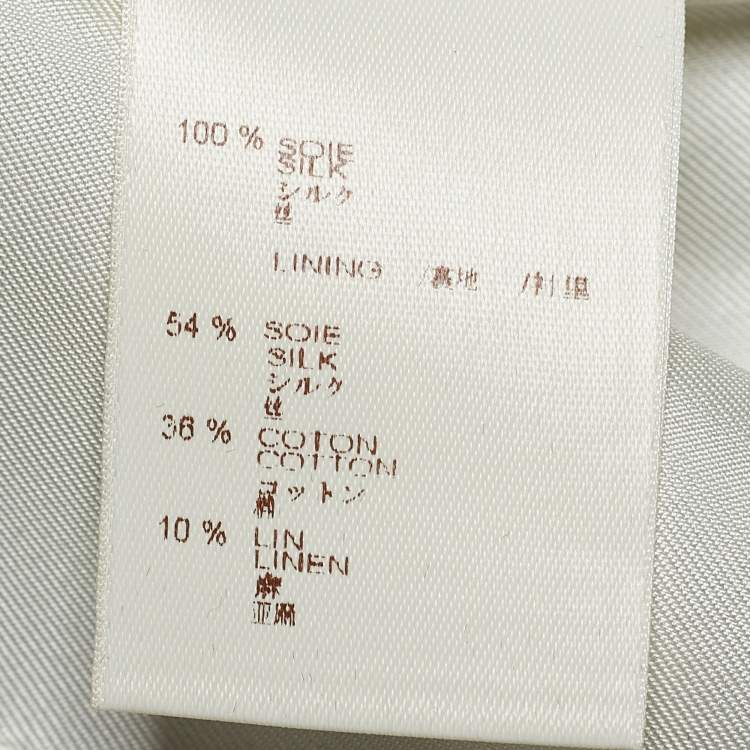 100 % SOIE
SILK
シルク
丝
LINING /裏地 /衬里
54 % SOIE
SILK
シルク
丝
36 % COTON
COTTON
コットン
棉
10 % LIN
LINEN
麻
亚麻